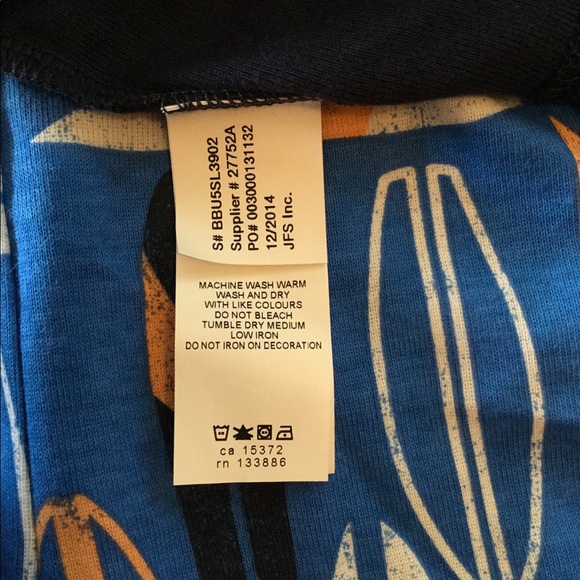 S# BBU5SL3902
Supplier # 27752A
PO# 003000131132
12/2014
JFS Inc.
MACHINE WASH WARM
WASH AND DRY
WITH LIKE COLOURS
DO NOT BLEACH
TUMBLE DRY MEDIUM
LOW IRON
DO NOT IRON ON DECORATION
ca 15372
rn 133886